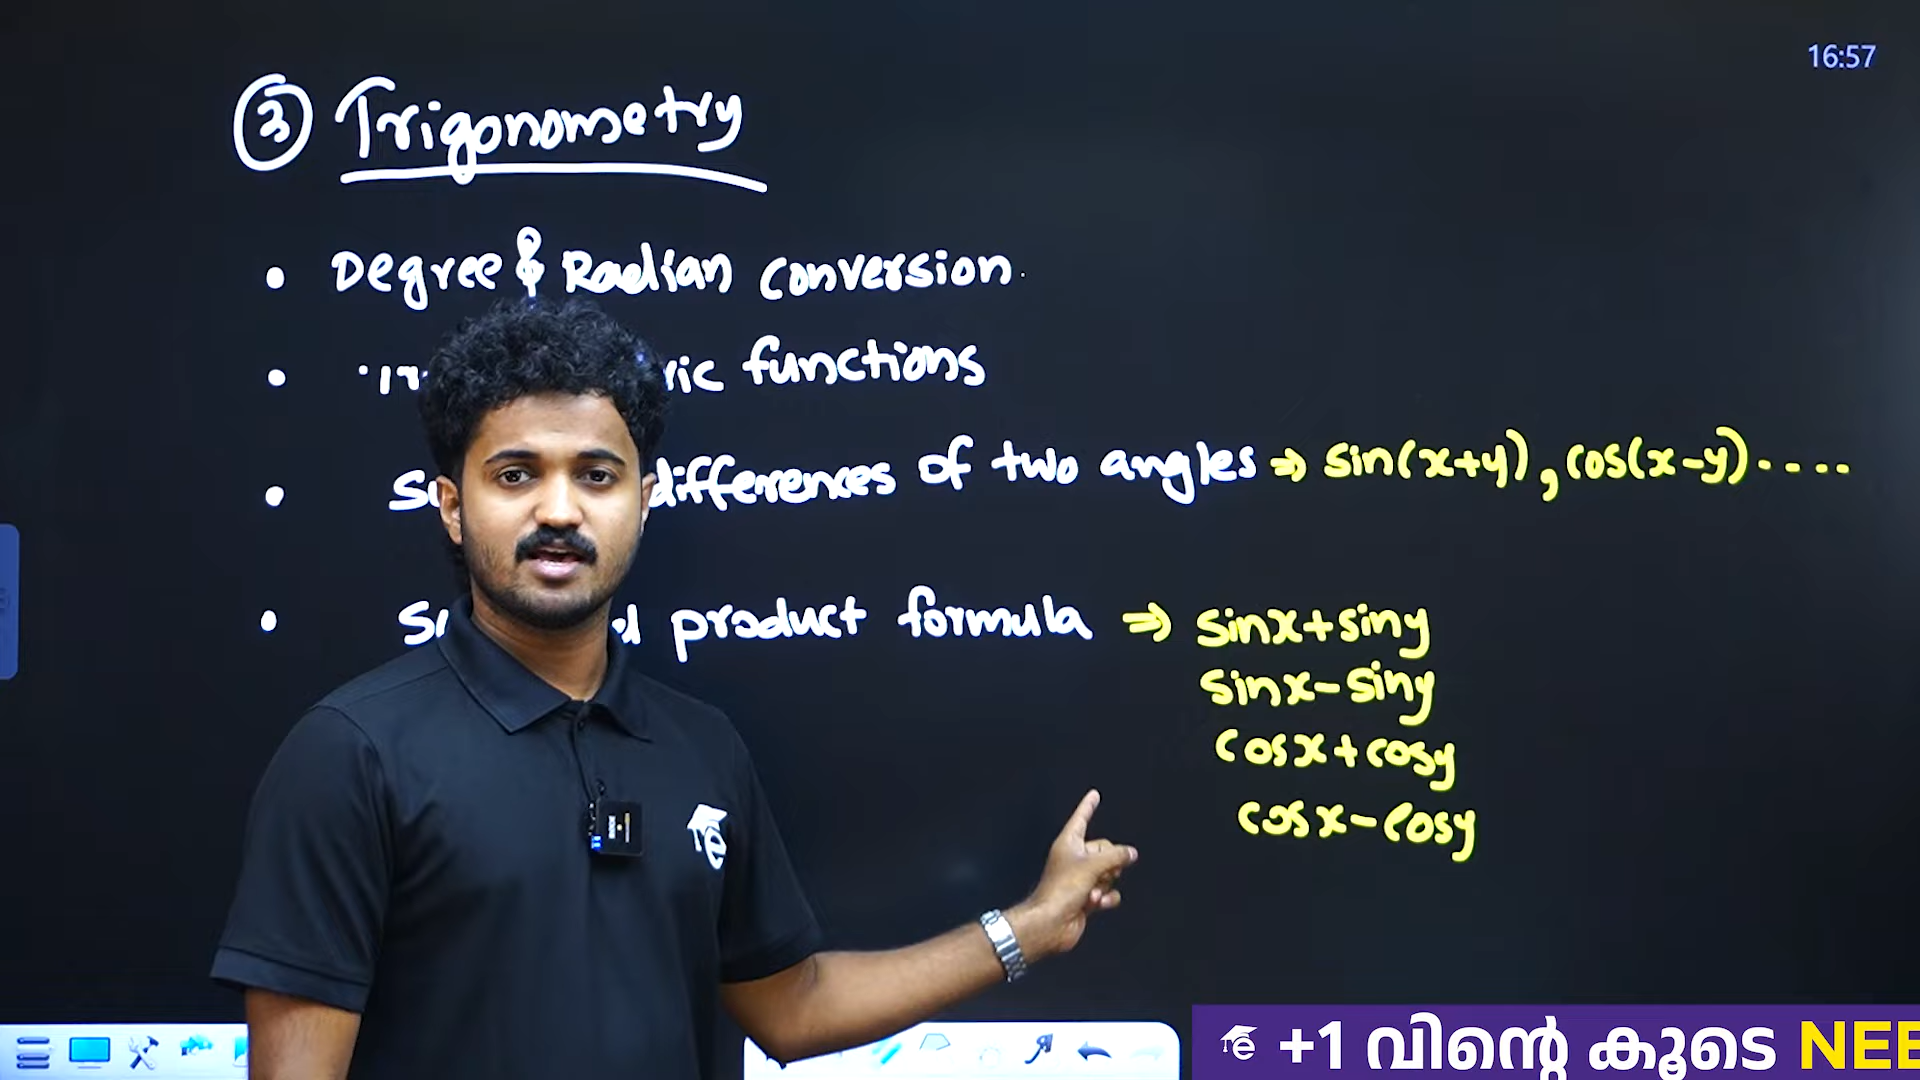 16:57
③ Trigonometry
• Degree & Radian conversion.
• functions
• differences of two angles ⇒ sin(x+y), cos(x-y)....
• product formula ⇒ sinx+siny
sinx-siny
cosx+cosy
cosx-cosy
+1 വിന്റെ കൂടെ NEE